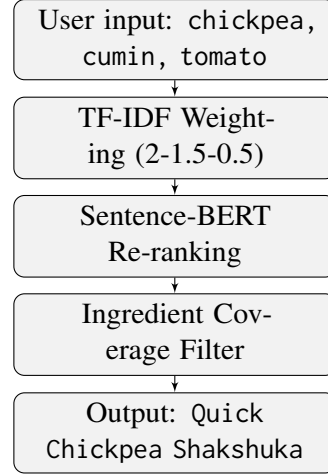 User input: chickpea,
cumin, tomato
TF-IDF Weight-
ing (2-1.5-0.5)
Sentence-BERT
Re-ranking
Ingredient Cov-
erage Filter
Output: Quick
Chickpea Shakshuka